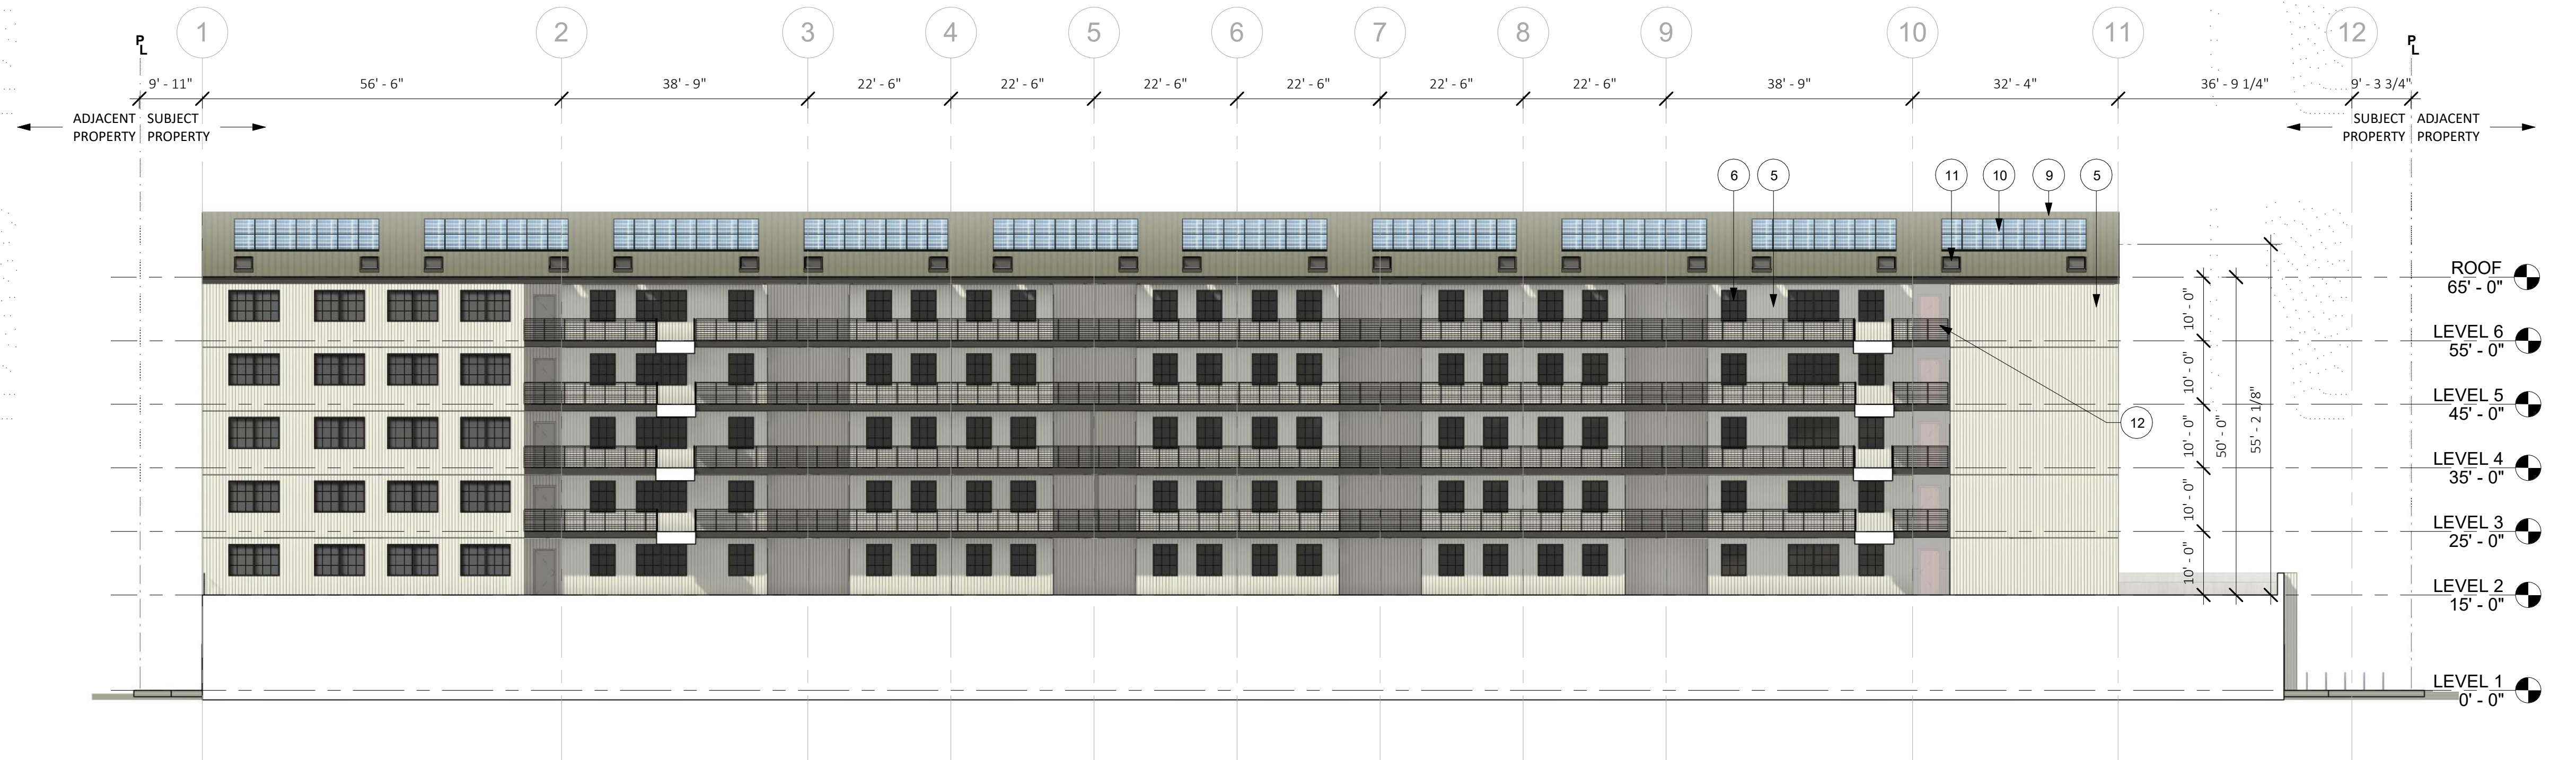 1 2 3 4 5 6 7 8 9 10 11 12
PL PL
9' - 11" 56' - 6" 38' - 9" 22' - 6" 22' - 6" 22' - 6" 22' - 6" 22' - 6" 22' - 6" 38' - 9" 32' - 4" 36' - 9 1/4" 9' - 3 3/4"
ADJACENT SUBJECT
PROPERTY PROPERTY
SUBJECT ADJACENT
PROPERTY PROPERTY
6 5 11 10 9 5
12
10' - 0"
10' - 0"
10' - 0"
10' - 0"
10' - 0"
50' - 0"
55' - 2 1/8"
ROOF
65' - 0"
LEVEL 6
55' - 0"
LEVEL 5
45' - 0"
LEVEL 4
35' - 0"
LEVEL 3
25' - 0"
LEVEL 2
15' - 0"
LEVEL 1
0' - 0"